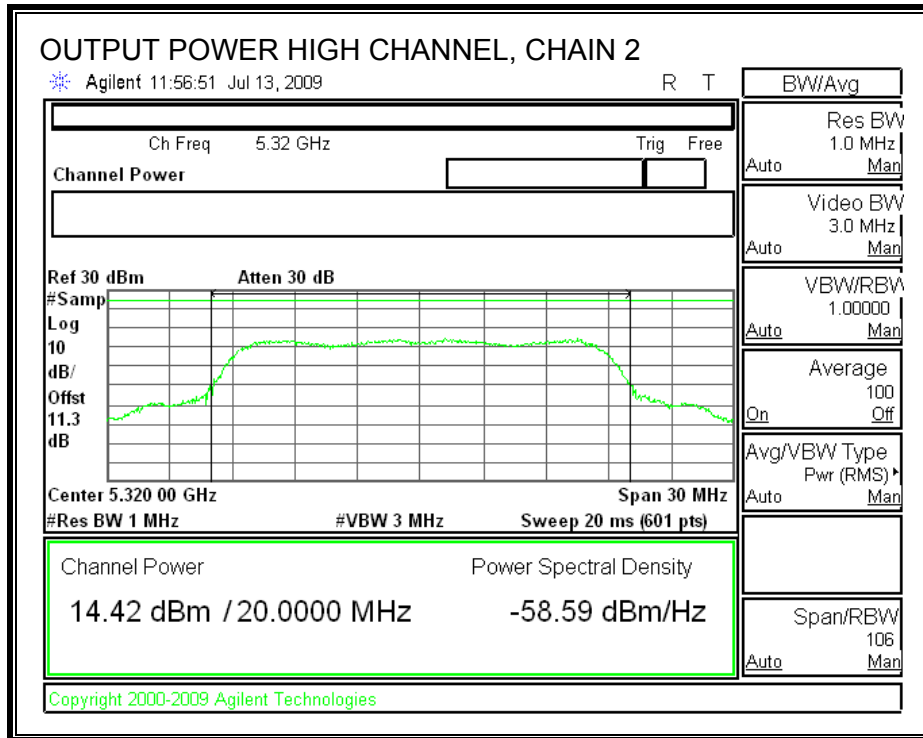 OUTPUT POWER HIGH CHANNEL, CHAIN 2
Agilent 11:56:51 Jul 13, 2009
R T
Ch Freq 5.32 GHz
Trig Free
Channel Power
Ref 30 dBm Atten 30 dB
#Samp
Log
10
dB/
Offst
11.3
dB
Center 5.320 00 GHz Span 30 MHz
#Res BW 1 MHz #VBW 3 MHz Sweep 20 ms (601 pts)
Channel Power
14.42 dBm / 20.0000 MHz
Power Spectral Density
-58.59 dBm/Hz
Copyright 2000-2009 Agilent Technologies
BW/Avg
Res BW
1.0 MHz
Auto Man
Video BW
3.0 MHz
Auto Man
VBW/RBW
1.00000
Auto Man
Average
100
On Off
Avg/VBW Type
Pwr (RMS)
Auto Man
Span/RBW
106
Auto Man